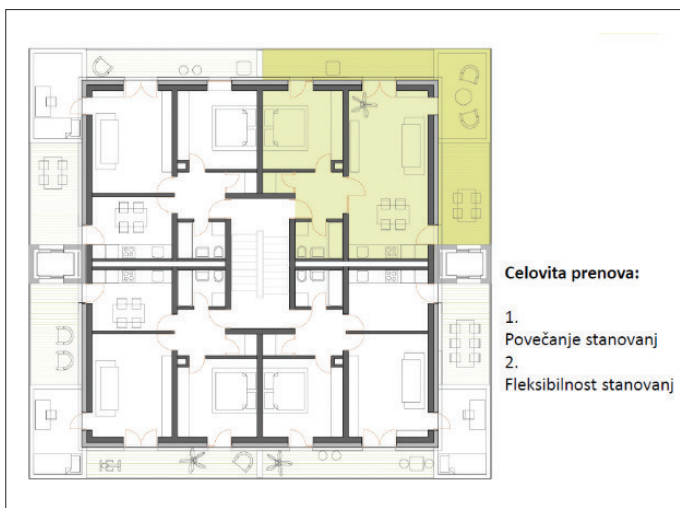 Celovita prenova:
1.
Povečanje stanovanj
2.
Fleksibilnost stanovanj